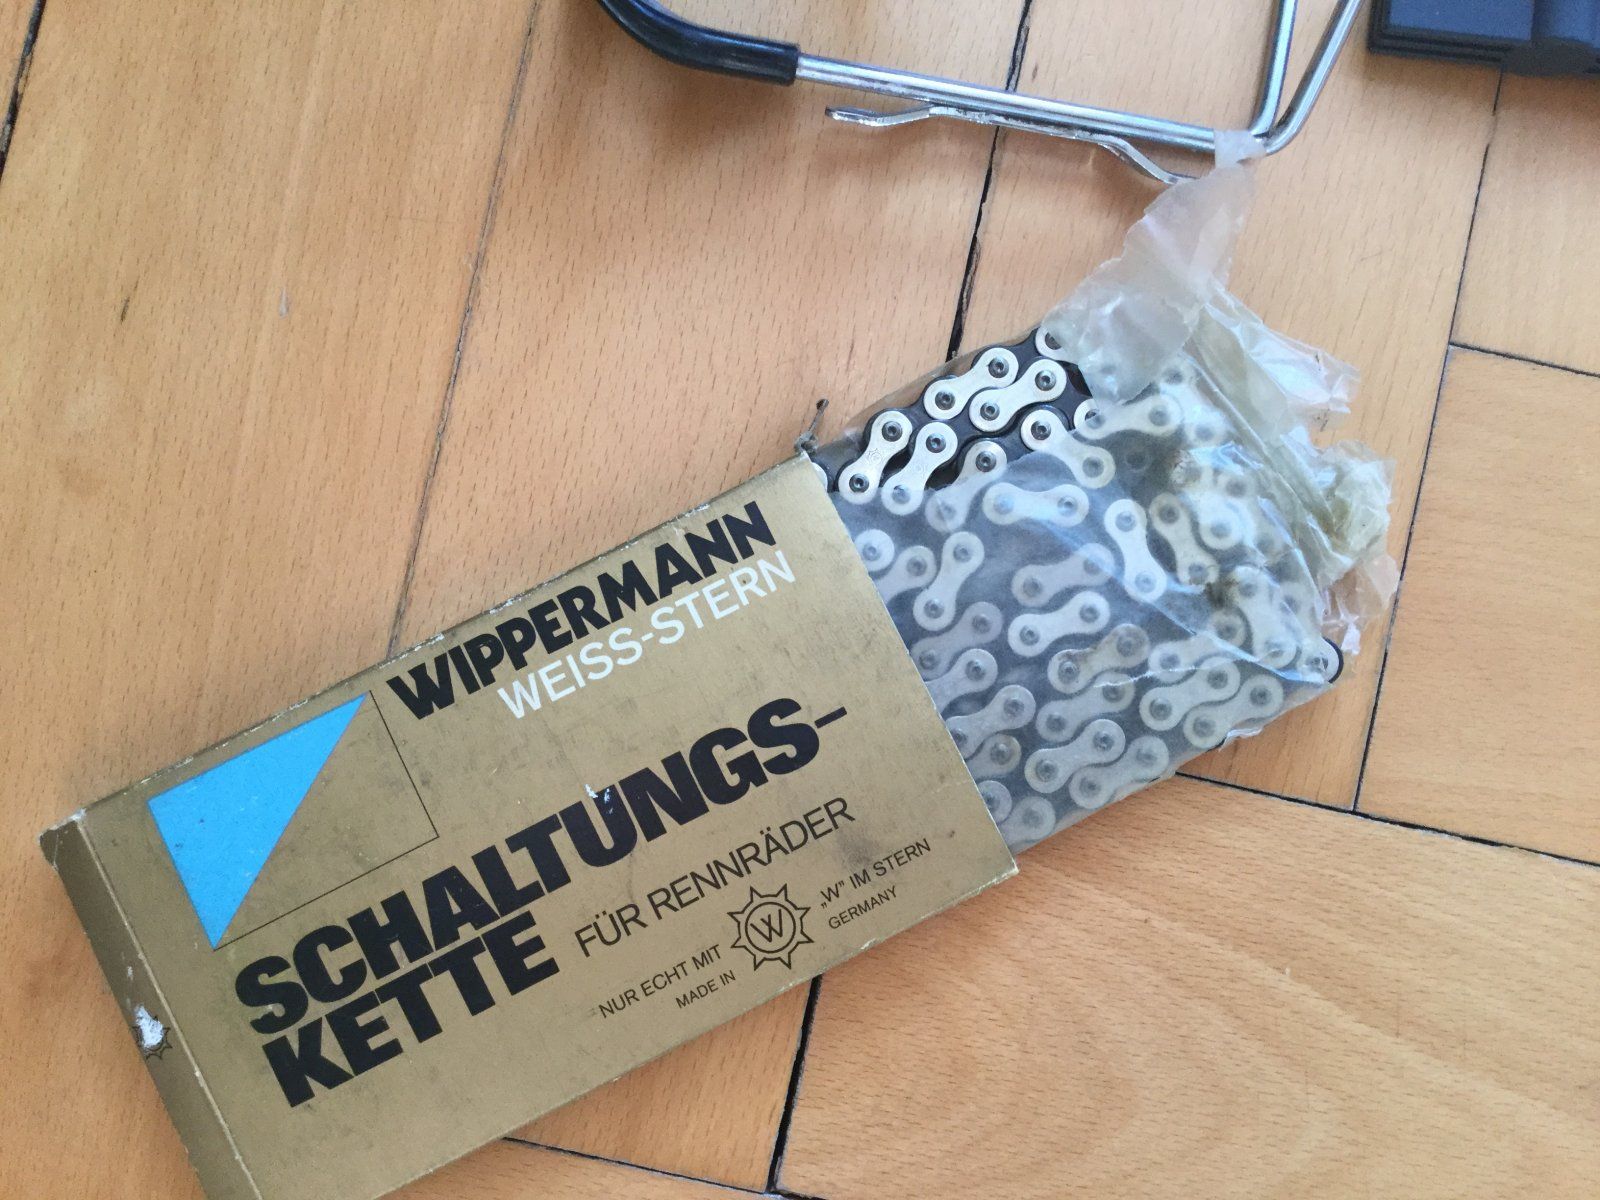 WIPPERMANN
WEISS-STERN
SCHALTUNGS-
KETTE FÜR RENNRÄDER
NUR ECHT MIT W „W” IM STERN
MADE IN GERMANY